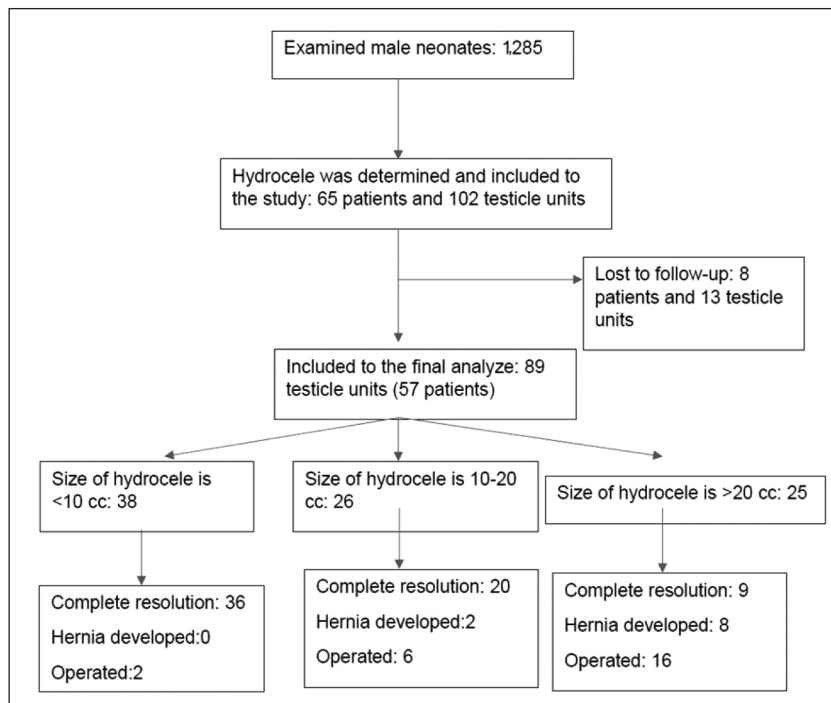 Examined male neonates: 1,285
Hydrocele was determined and included to
the study: 65 patients and 102 testicle units
Lost to follow-up: 8
patients and 13 testicle
units
Included to the final analyze: 89
testicle units (57 patients)
Size of hydrocele is
<10 cc: 38
Size of hydrocele is 10-20
cc: 26
Size of hydrocele is >20 cc: 25
Complete resolution: 36
Hernia developed:0
Operated:2
Complete resolution: 20
Hernia developed:2
Operated: 6
Complete resolution: 9
Hernia developed: 8
Operated: 16